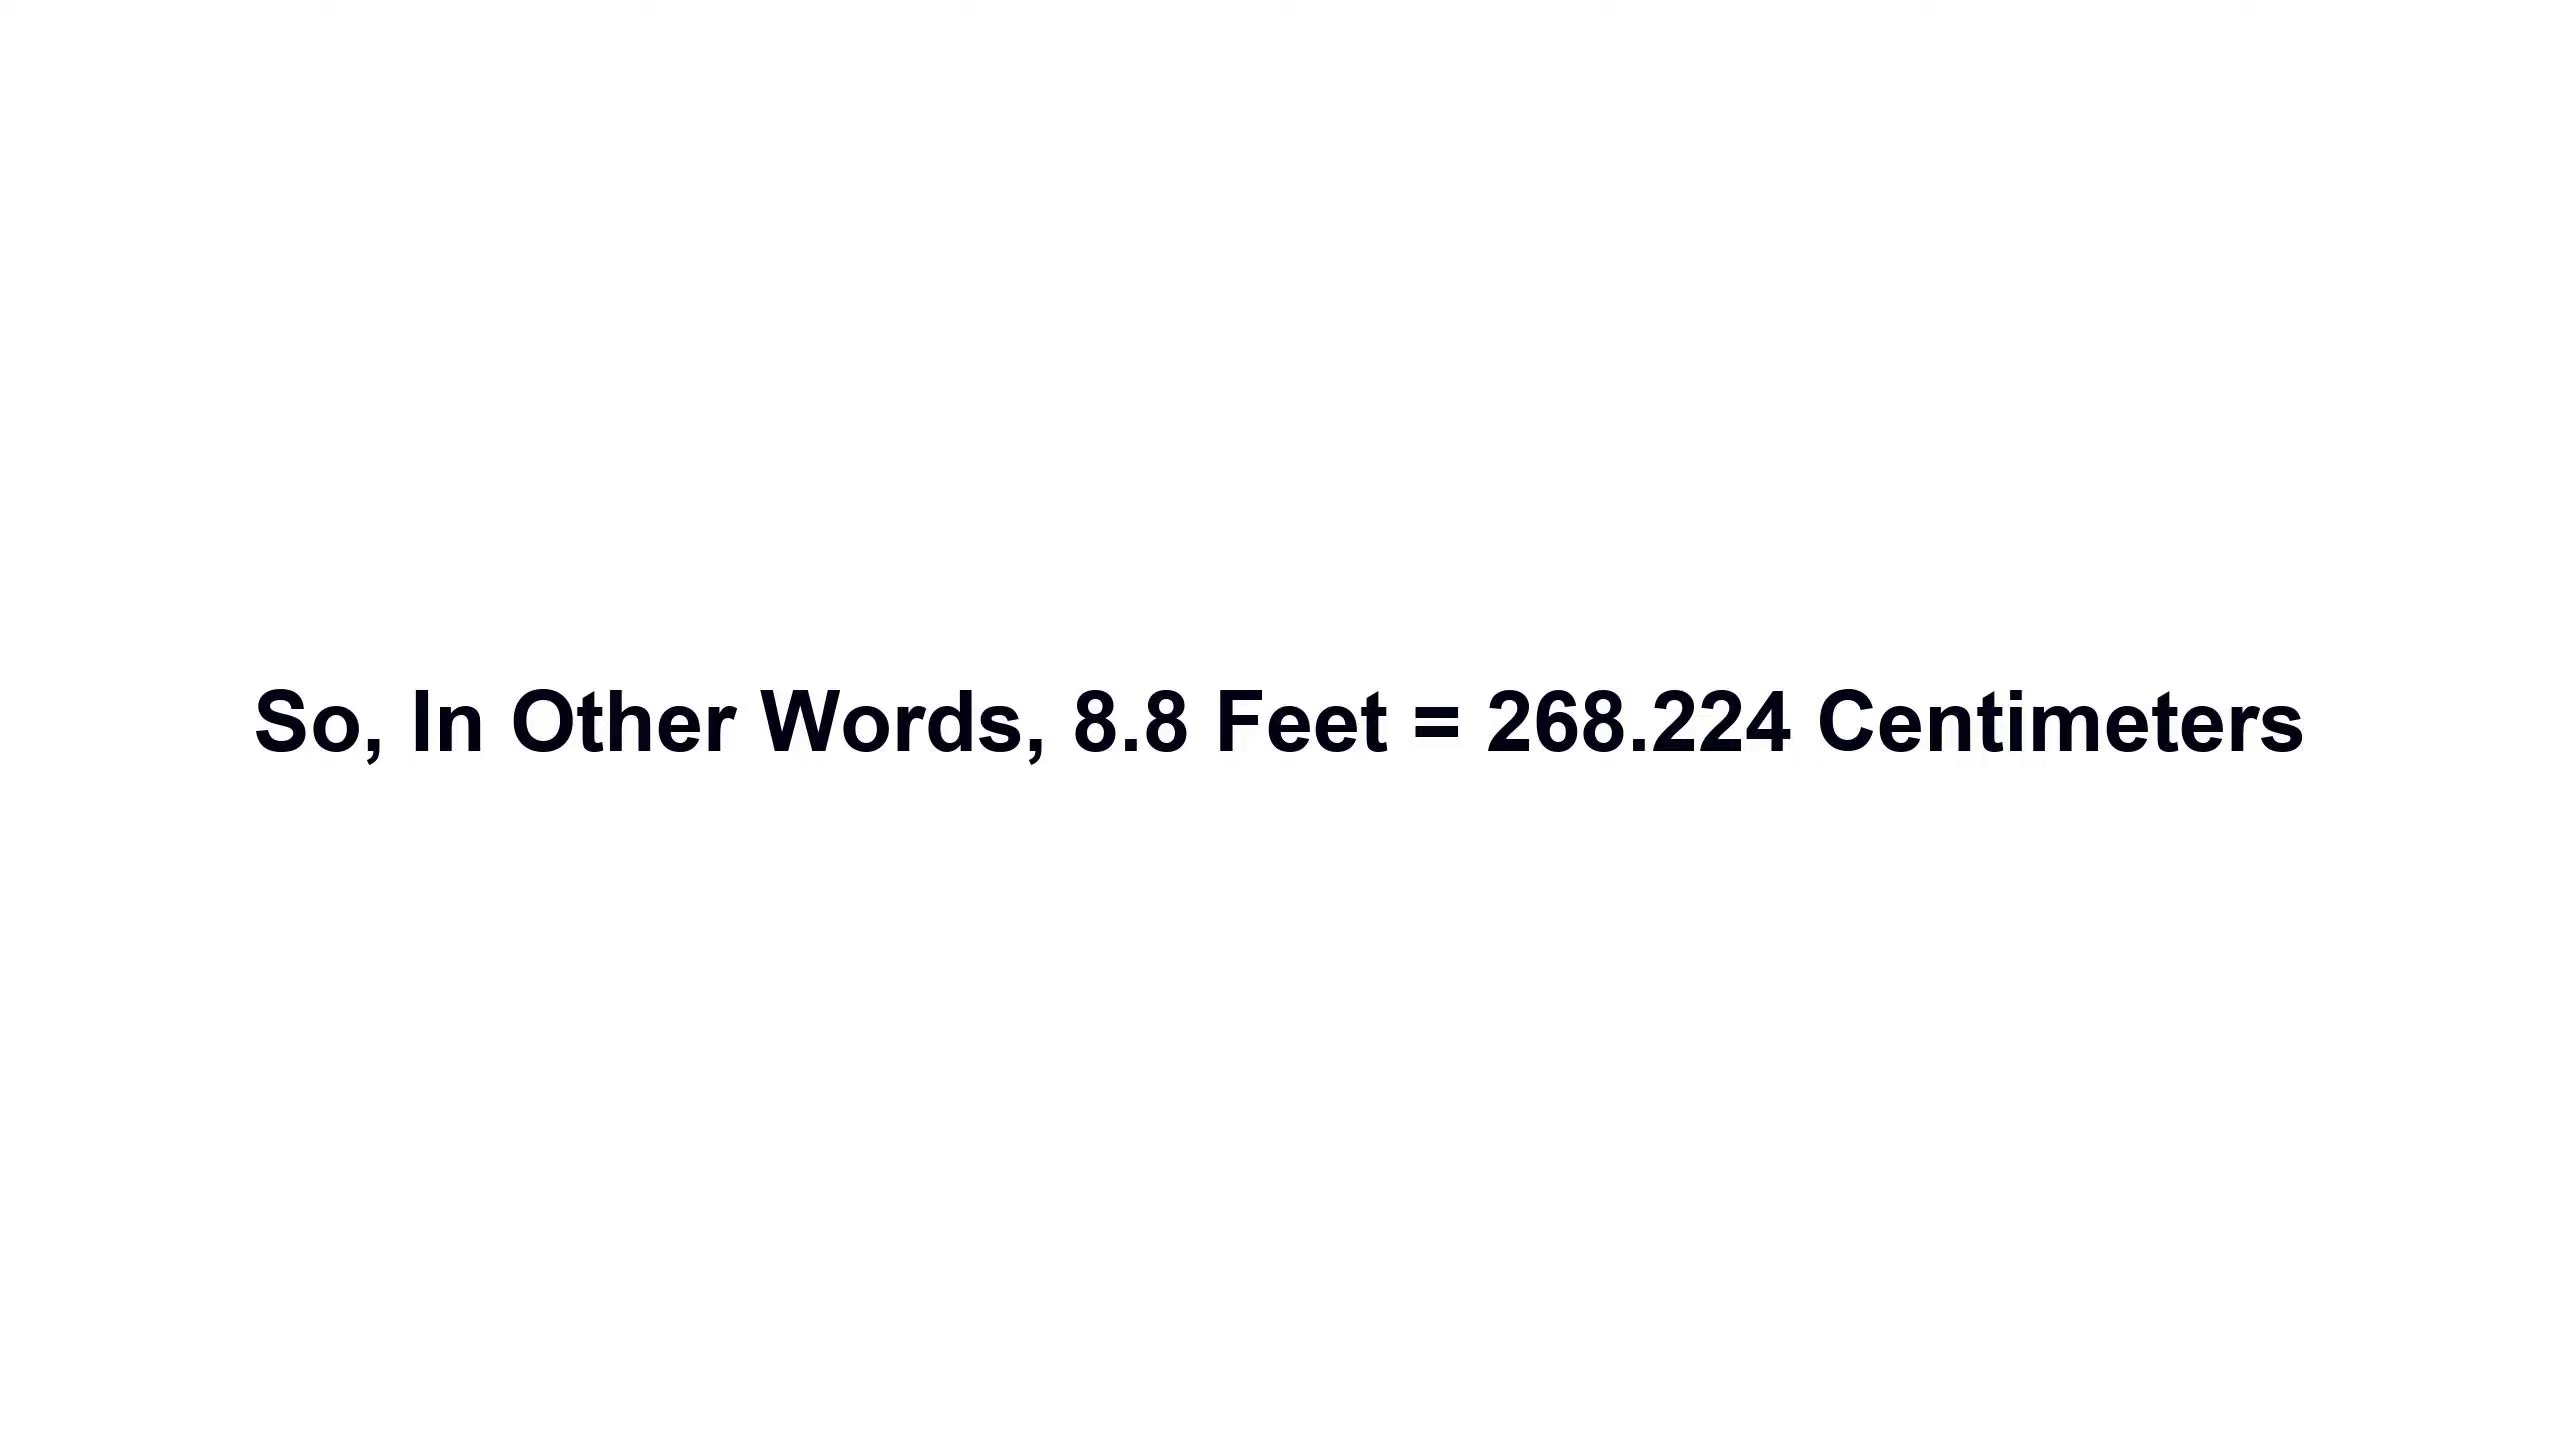 So, In Other Words, 8.8 Feet = 268.224 Centimeters